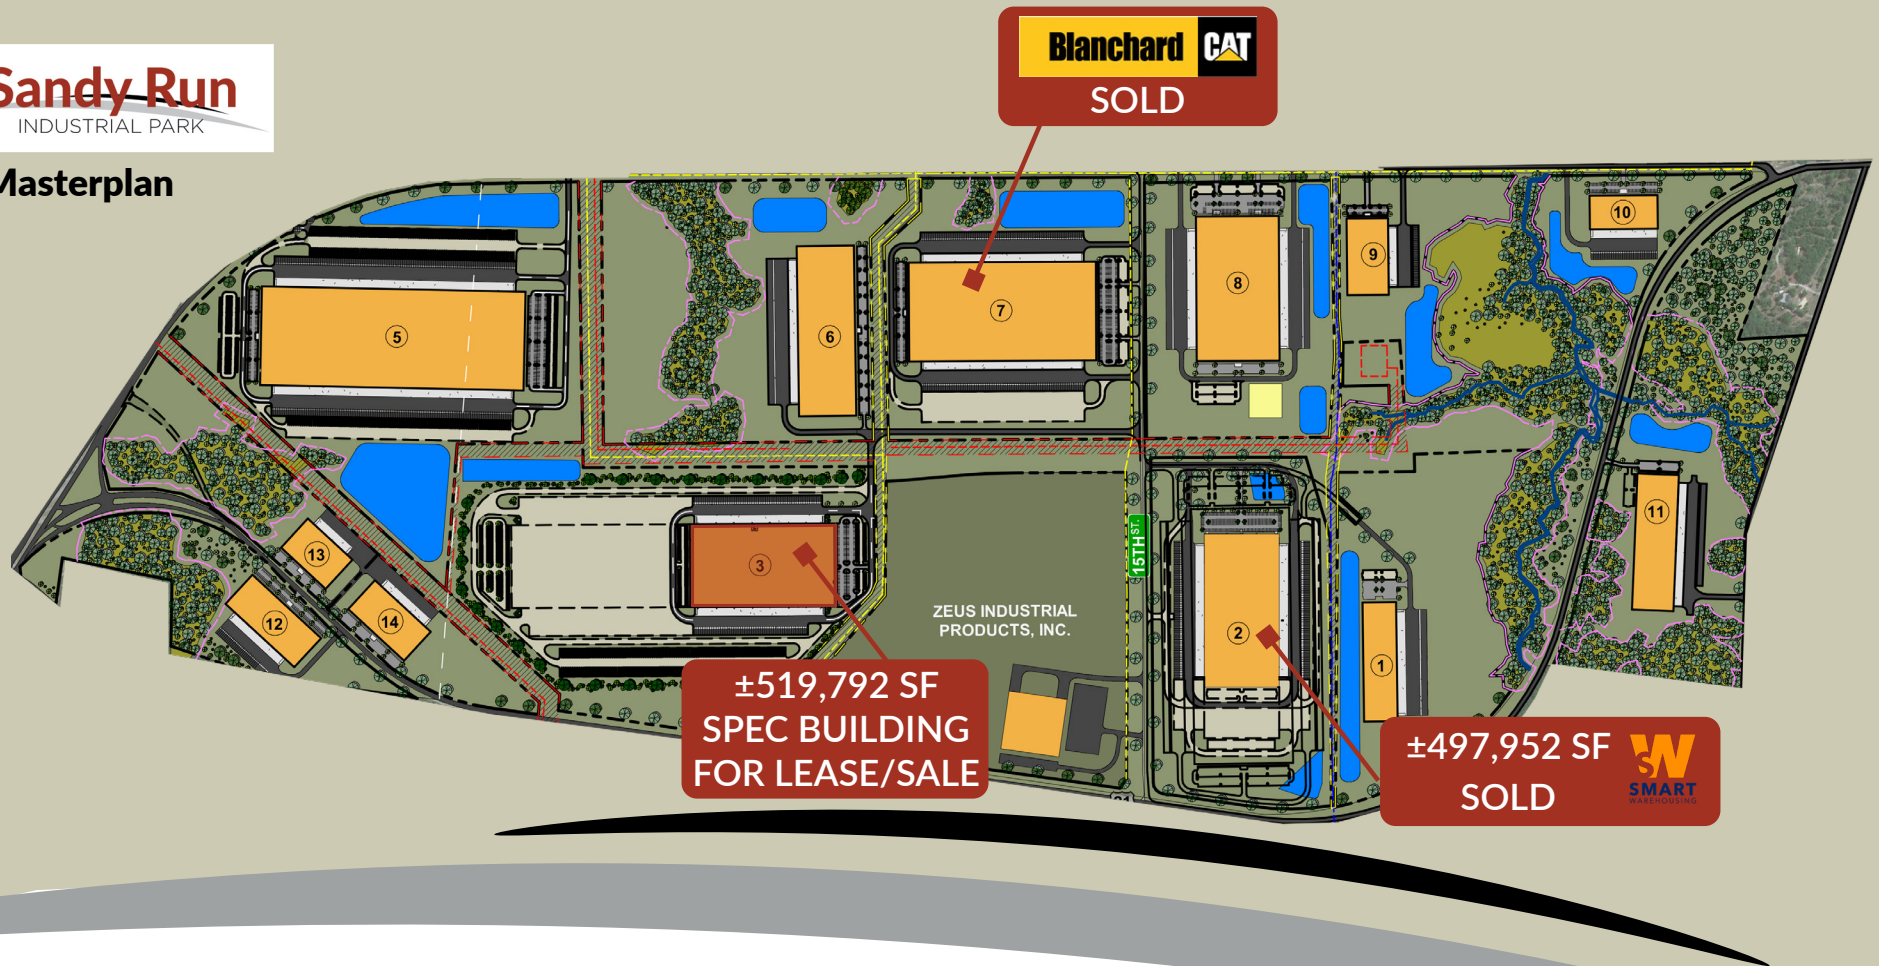 Blanchard CAT
SOLD
Sandy Run
INDUSTRIAL PARK
Masterplan
10
9
8
7
6
5
11
15TH ST.
3
13
12
14
ZEUS INDUSTRIAL
PRODUCTS, INC.
2
1
±519,792 SF
SPEC BUILDING
FOR LEASE/SALE
±497,952 SF
SOLD
SW
SMART
WAREHOUSING